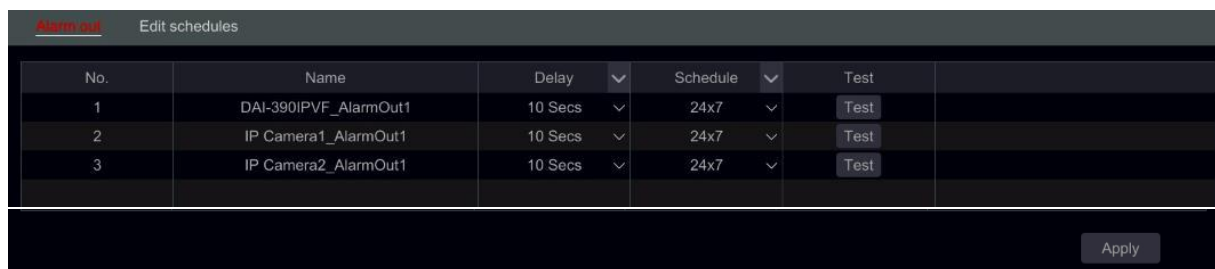 Alarm out Edit schedules
No. Name Delay Schedule Test
1 DAI-390IPVF_AlarmOut1 10 Secs 24x7 Test
2 IP Camera1_AlarmOut1 10 Secs 24x7 Test
3 IP Camera2_AlarmOut1 10 Secs 24x7 Test
Apply